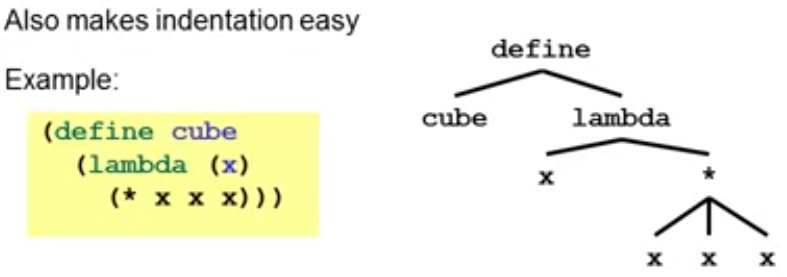 Also makes indentation easy
Example:
(define cube
(lambda (x)
(* x x x)))
define
cube lambda
x *
x x x